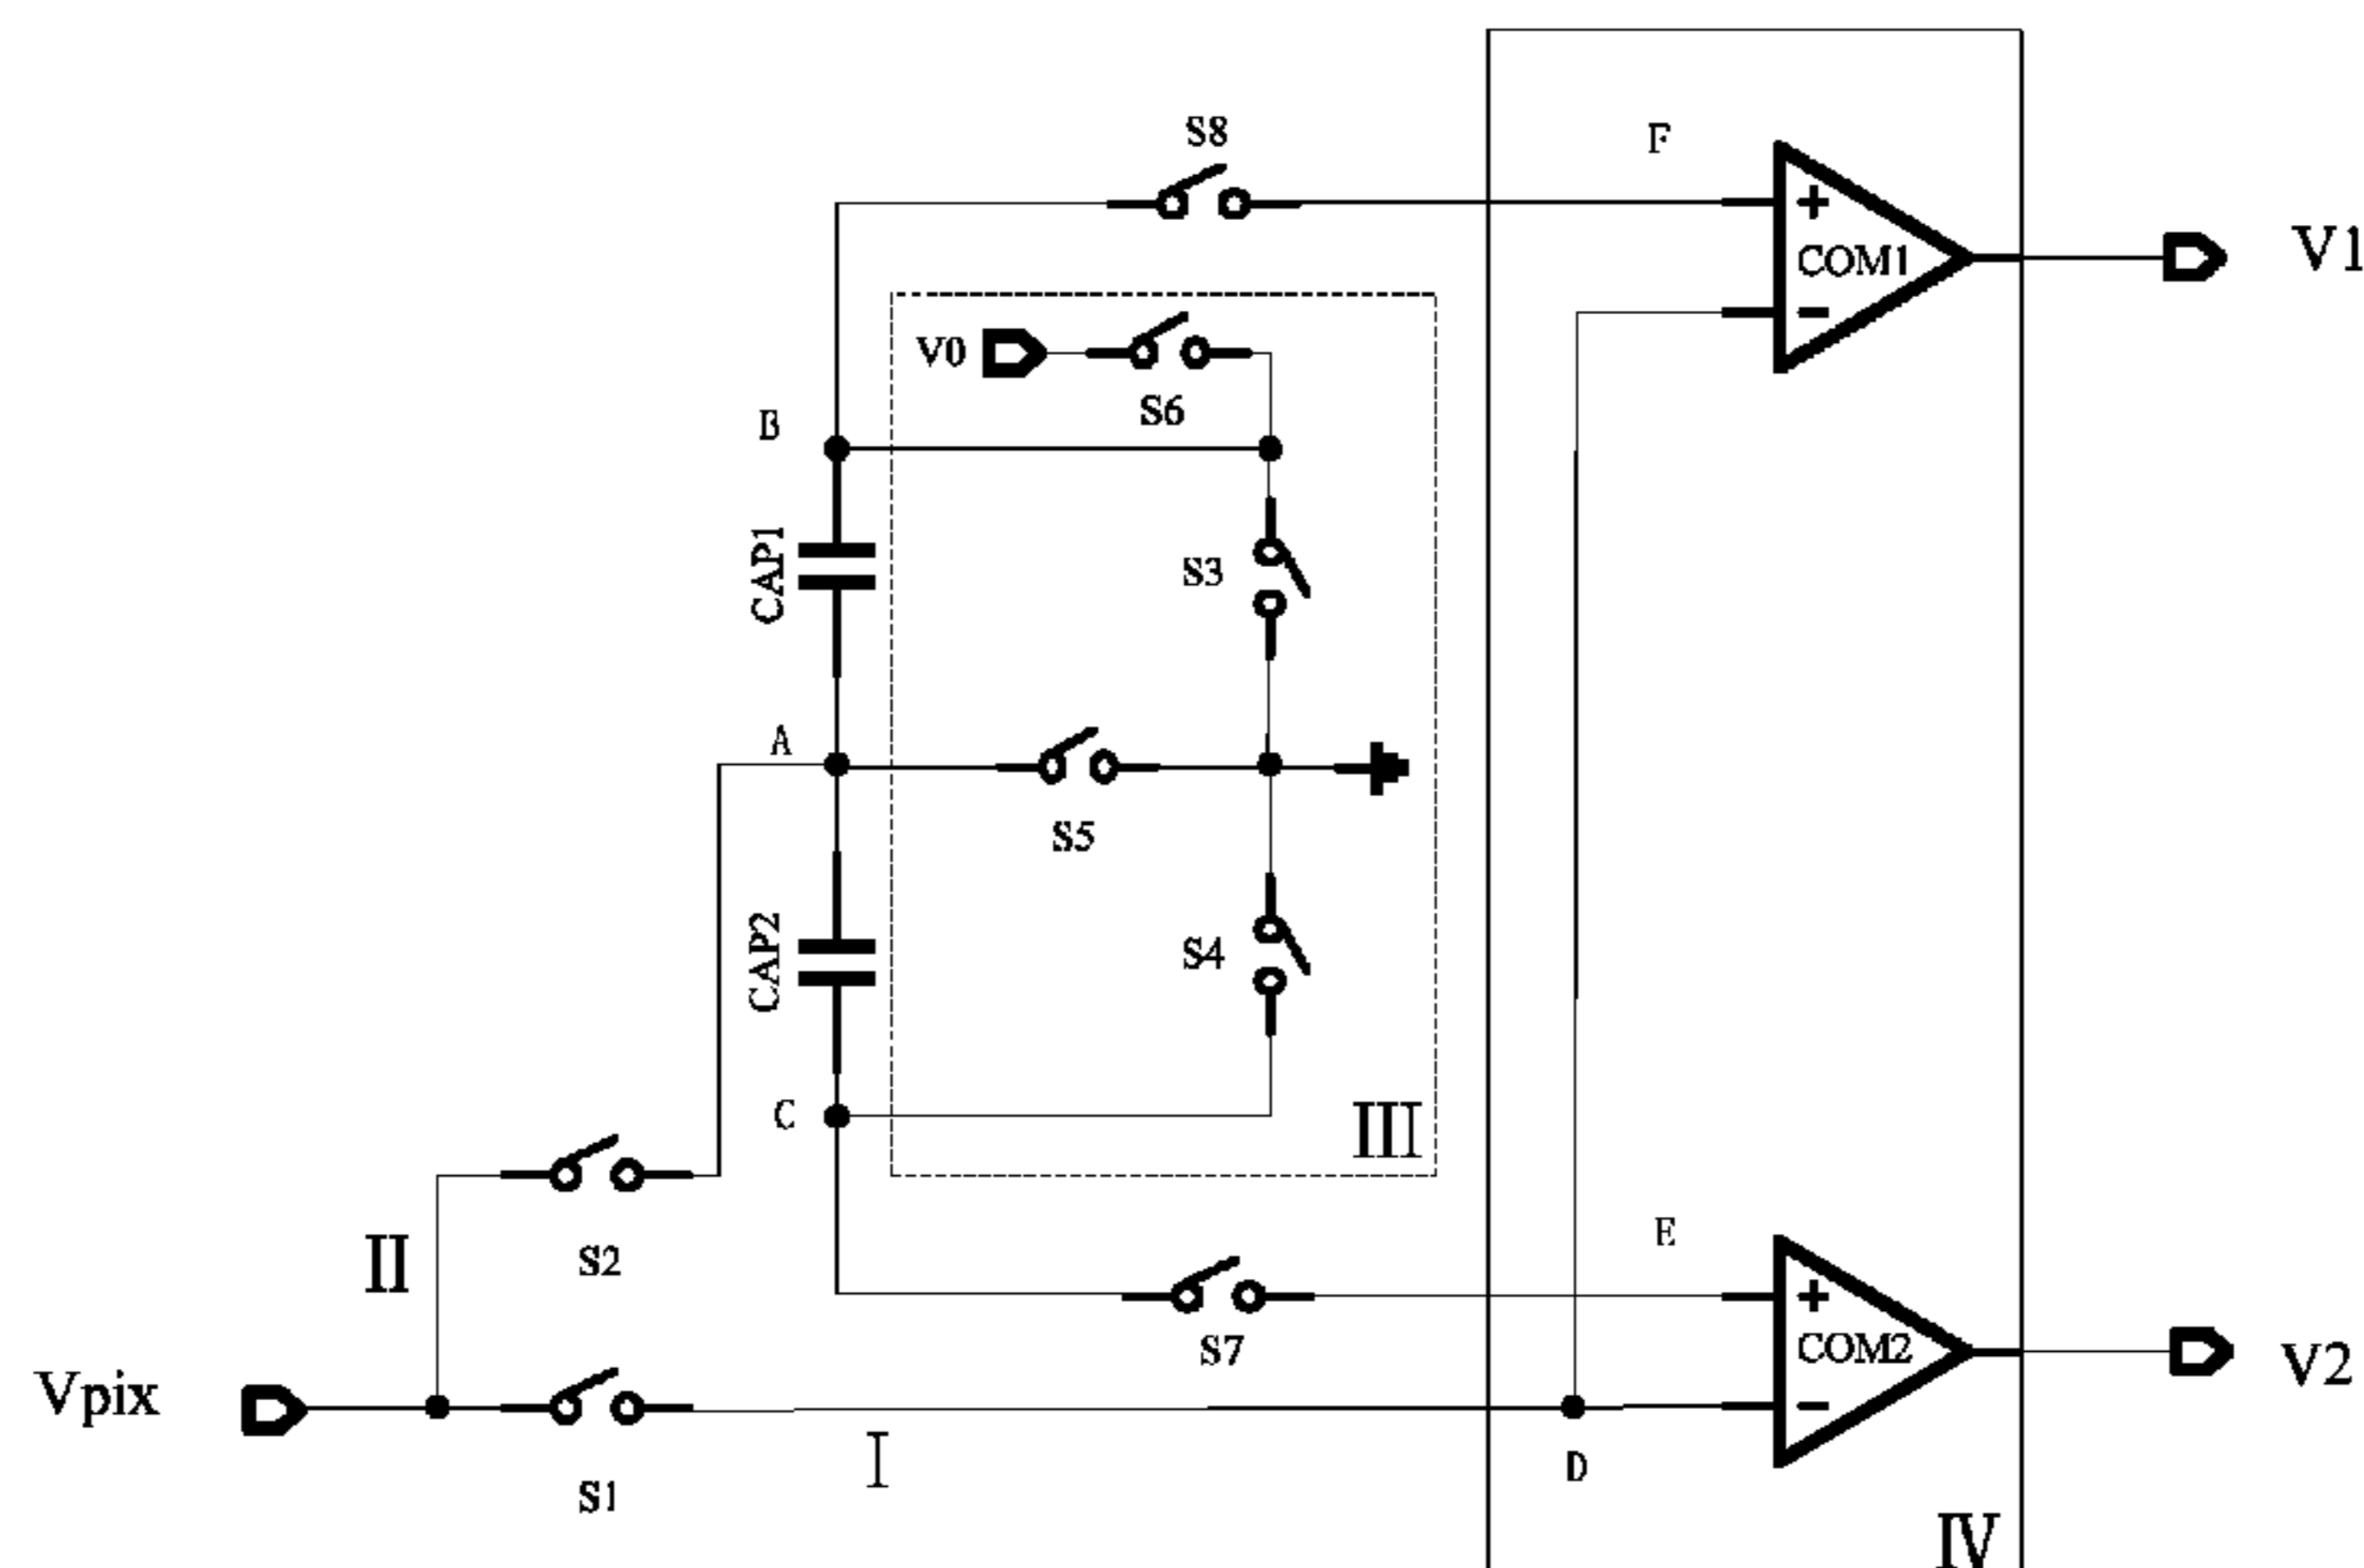 S8
F
+
COM1
V1
−
V0
S6
B
CAP1
S3
A
S5
CAP2
S4
C
III
S2
II
E
+
S7
COM2
V2
Vpix
−
I
D
S1
IV